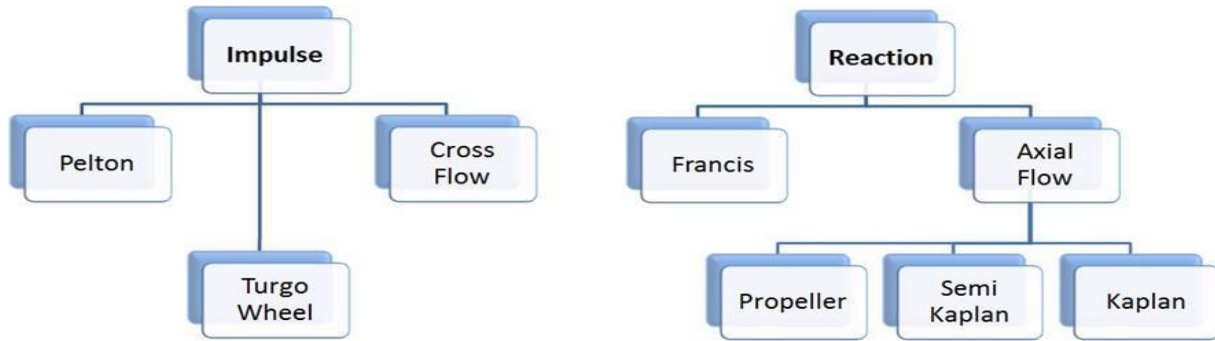 Impulse
Pelton
Cross
Flow
Turgo
Wheel
Reaction
Francis
Axial
Flow
Propeller
Semi
Kaplan
Kaplan